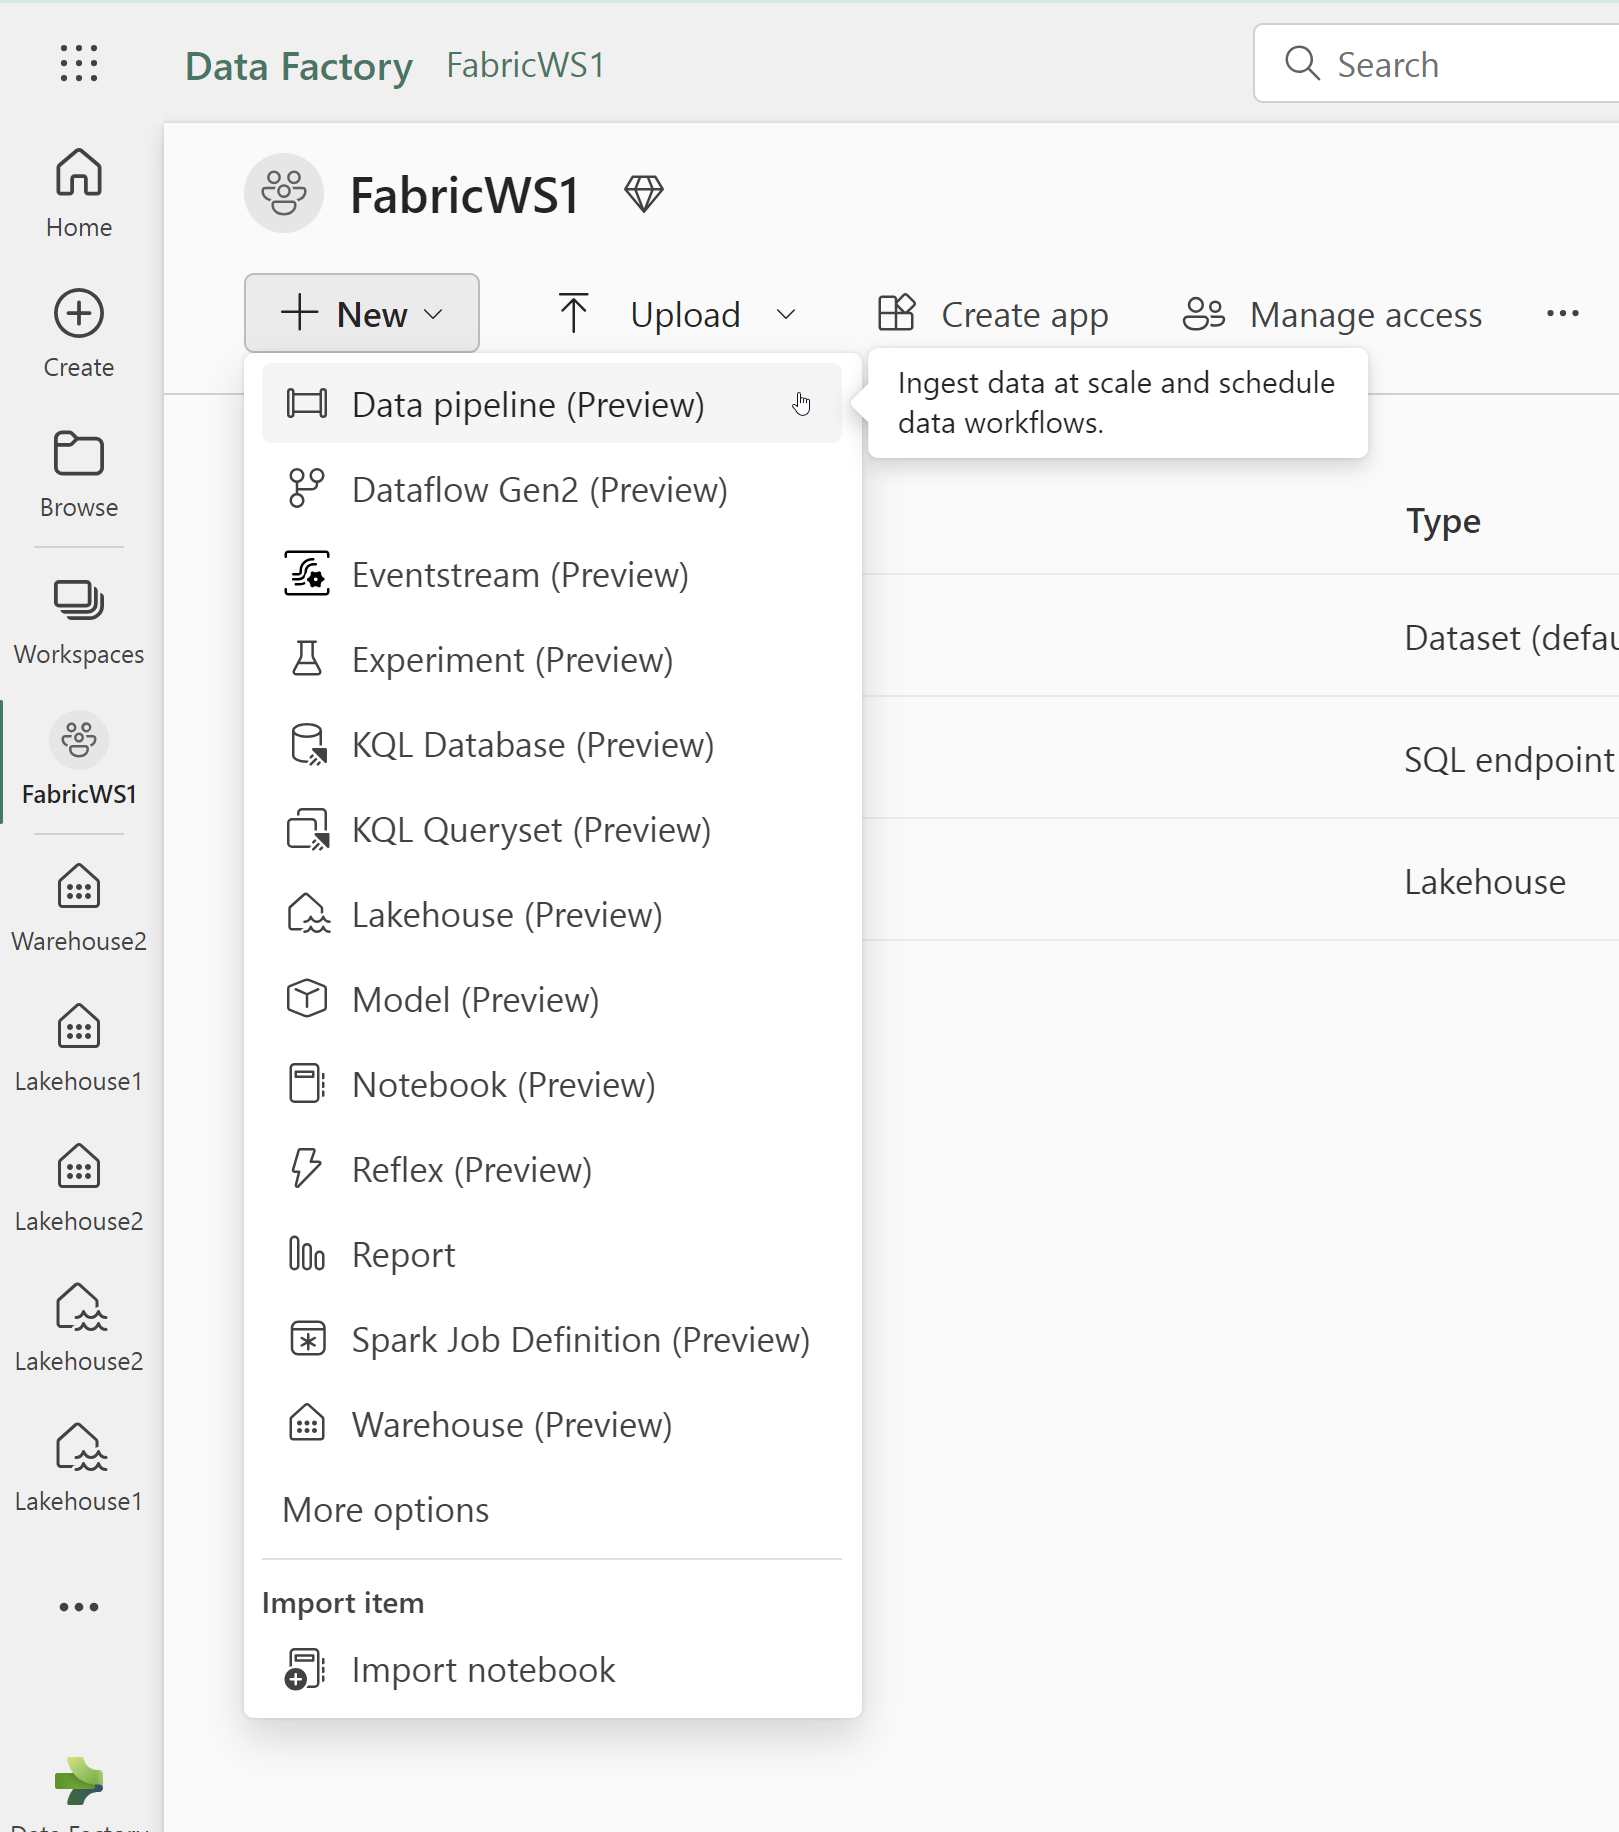 Data Factory FabricWS1
Search
Home
Create
Browse
Workspaces
FabricWS1
Warehouse2
Lakehouse1
Lakehouse2
Lakehouse2
Lakehouse1
Data Factory
FabricWS1
New
Upload
Create app
Manage access
Data pipeline (Preview)
Ingest data at scale and schedule
data workflows.
Dataflow Gen2 (Preview)
Eventstream (Preview)
Experiment (Preview)
KQL Database (Preview)
KQL Queryset (Preview)
Lakehouse (Preview)
Model (Preview)
Notebook (Preview)
Reflex (Preview)
Report
Spark Job Definition (Preview)
Warehouse (Preview)
More options
Import item
Import notebook
Type
Dataset (defau
SQL endpoint
Lakehouse